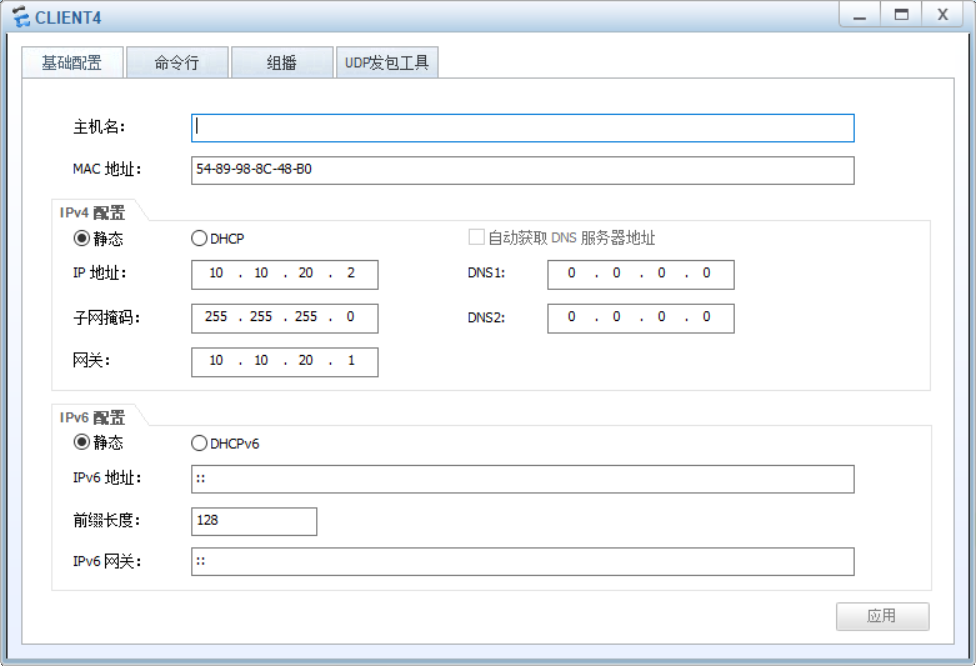 CLIENT4
基础配置 命令行 组播 UDP发包工具
主机名：
MAC 地址： 54-89-98-8C-48-B0
IPv4 配置
静态 DHCP 自动获取 DNS 服务器地址
IP 地址： 10 . 10 . 20 . 2 DNS1: 0 . 0 . 0 . 0
子网掩码： 255 . 255 . 255 . 0 DNS2: 0 . 0 . 0 . 0
网关： 10 . 10 . 20 . 1
IPv6 配置
静态 DHCPv6
IPv6 地址： ::
前缀长度： 128
IPv6 网关： ::
应用